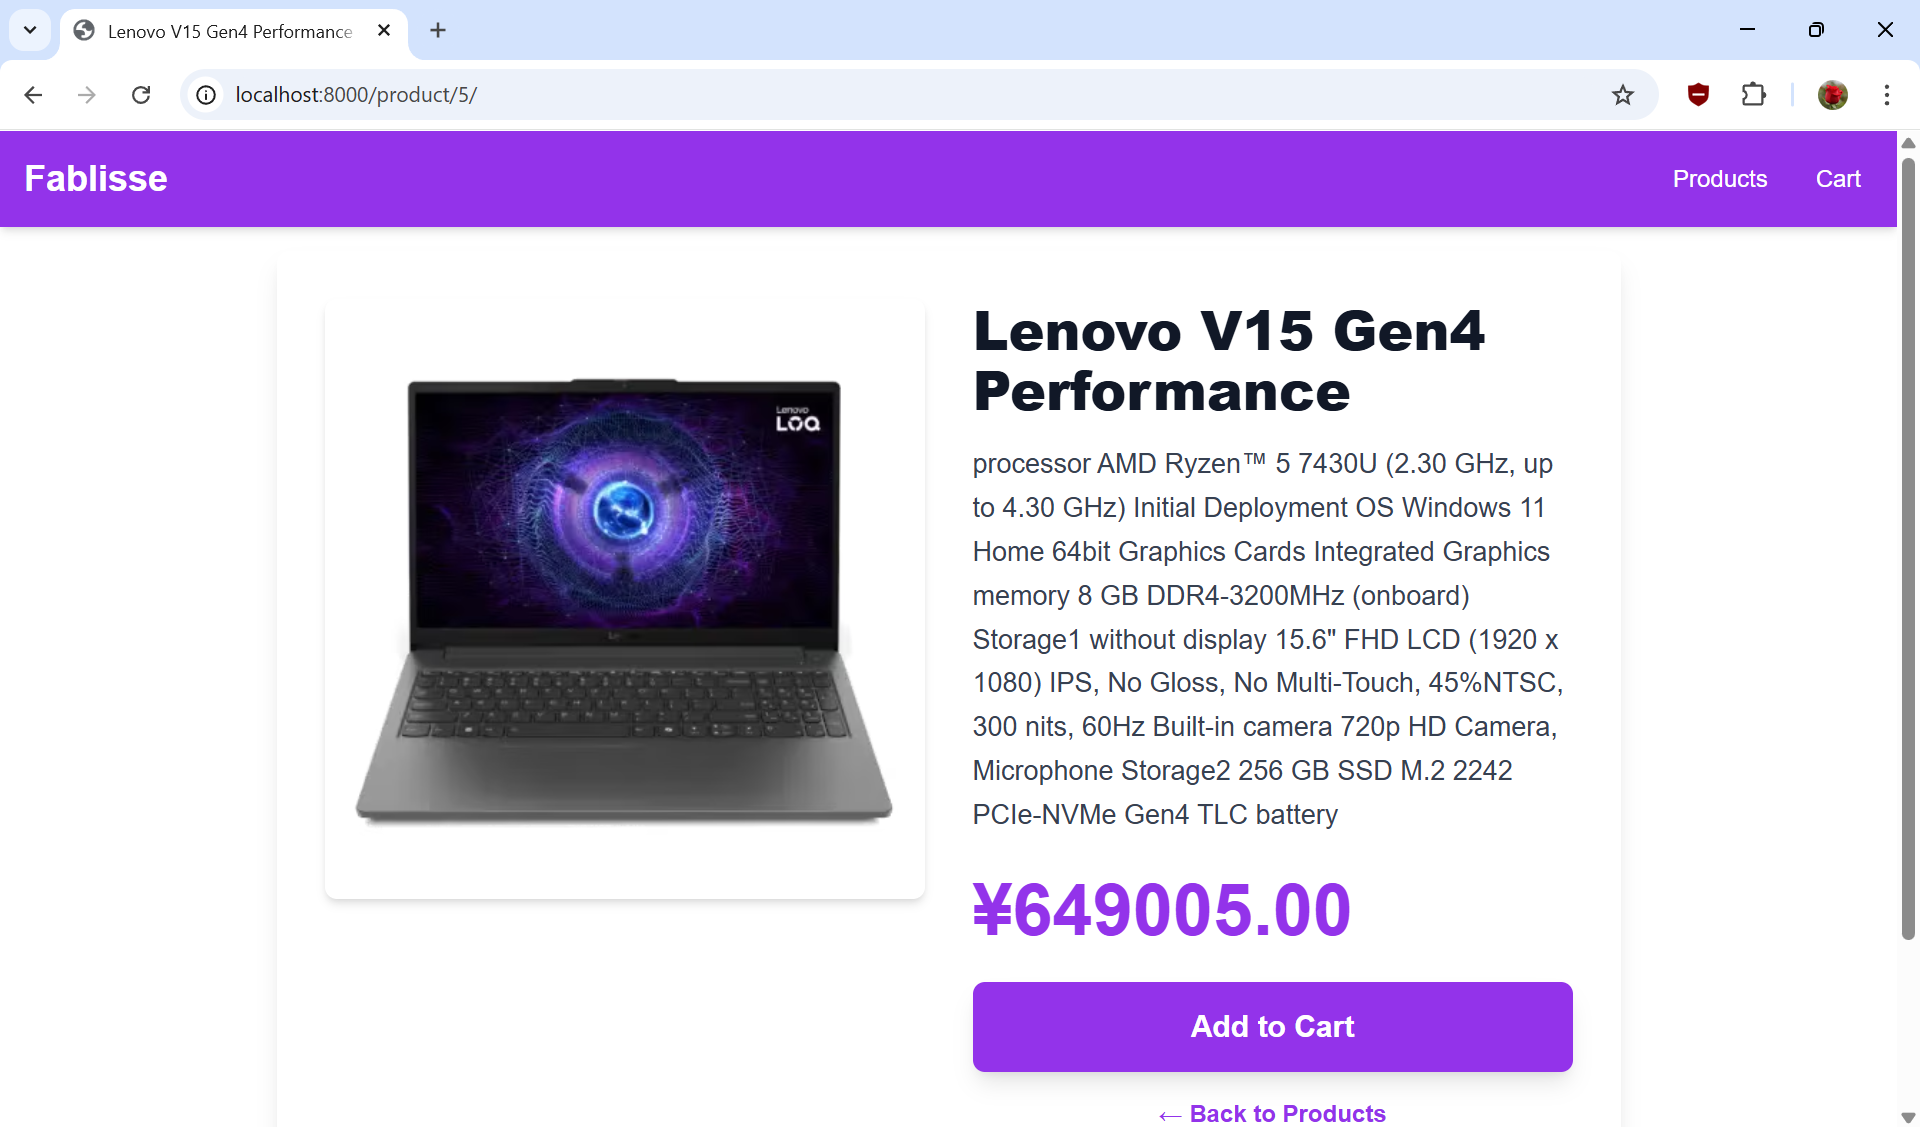 Lenovo V15 Gen4 Performance
localhost:8000/product/5/
Fablisse
Products
Cart
Lenovo
LOQ
Lenovo V15 Gen4
Performance
processor AMD Ryzen™ 5 7430U (2.30 GHz, up
to 4.30 GHz) Initial Deployment OS Windows 11
Home 64bit Graphics Cards Integrated Graphics
memory 8 GB DDR4-3200MHz (onboard)
Storage1 without display 15.6" FHD LCD (1920 x
1080) IPS, No Gloss, No Multi-Touch, 45%NTSC,
300 nits, 60Hz Built-in camera 720p HD Camera,
Microphone Storage2 256 GB SSD M.2 2242
PCIe-NVMe Gen4 TLC battery
¥649005.00
Add to Cart
← Back to Products